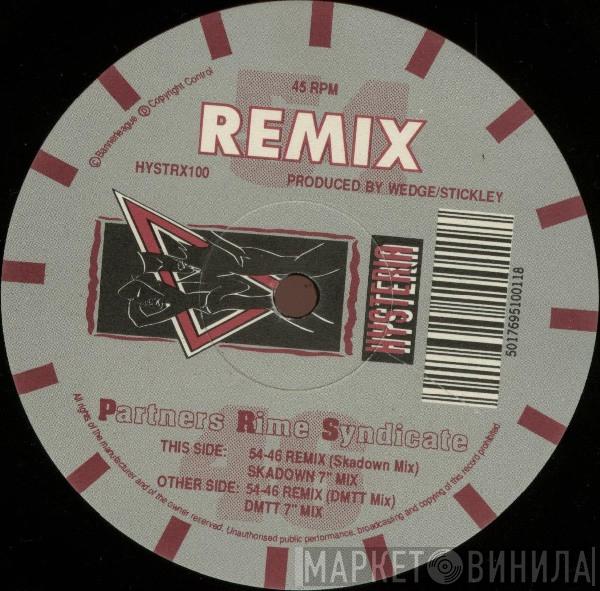 45 RPM
REMIX
©Bannerleague ℗Copyright Control
HYSTRX100
PRODUCED BY WEDGE/STICKLEY
54
HYSTERIA
5017695100118
46
Partners Rime Syndicate
THIS SIDE: 54-46 REMIX (Skadown Mix)
SKADOWN 7" MIX
OTHER SIDE: 54-46 REMIX (DMTT Mix)
DMTT 7" MIX
All rights of the manufacturer and of the owner reserved. Unauthorised public performance, broadcasting and copying of this record prohibited.
МАРКЕТ ВИНИЛА